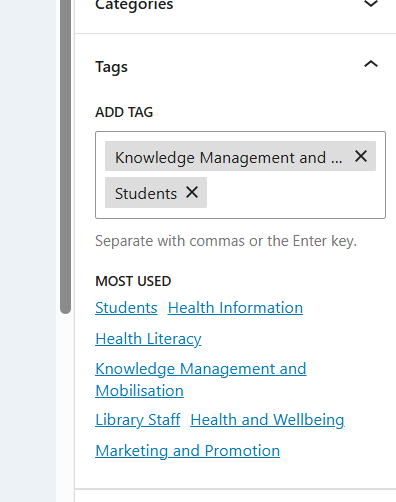 Categories
Tags
ADD TAG
Knowledge Management and ...
Students
Separate with commas or the Enter key.
MOST USED
Students Health Information
Health Literacy
Knowledge Management and
Mobilisation
Library Staff Health and Wellbeing
Marketing and Promotion